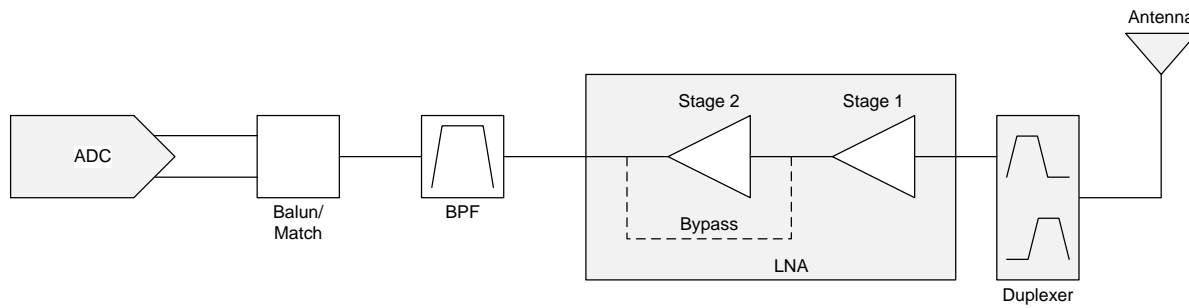 Antenna
Stage 2
Stage 1
ADC
Balun/
Match
BPF
Bypass
LNA
Duplexer